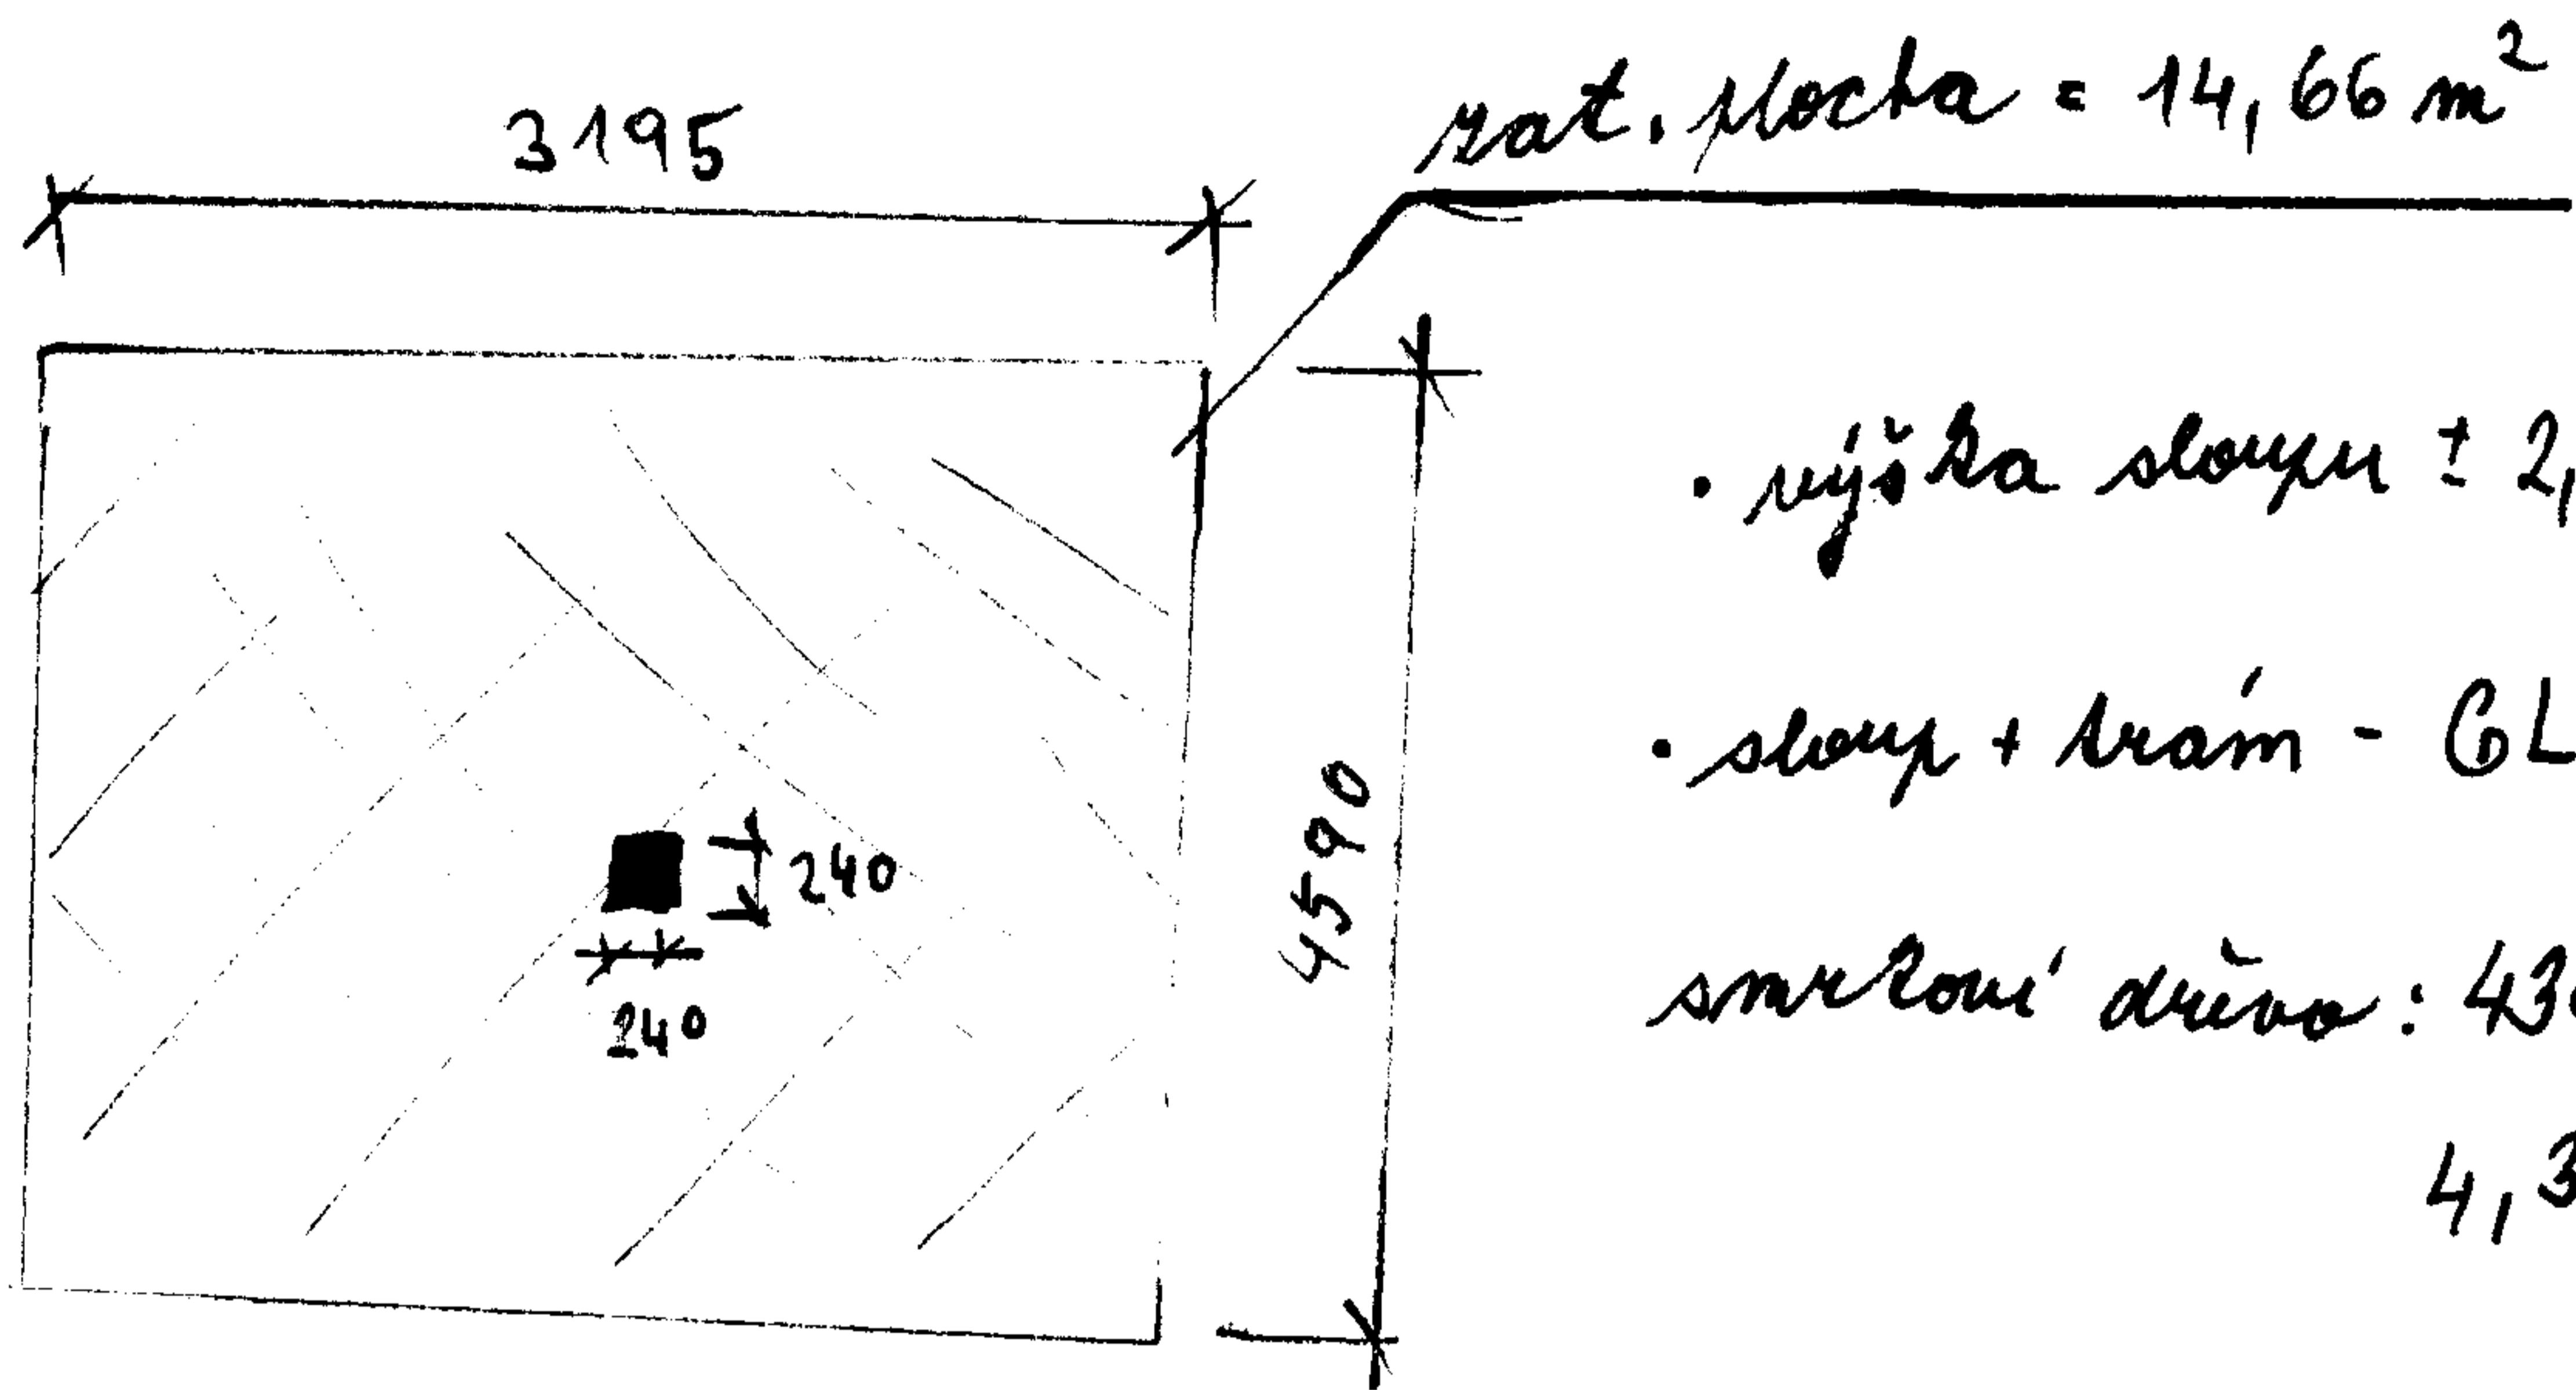 3195
zat. plocha = 14,66 m²
• výška sloupu ± 2,
• sloup + trám - GL
4590
240
240
smrkové dřevo : 43
4,3